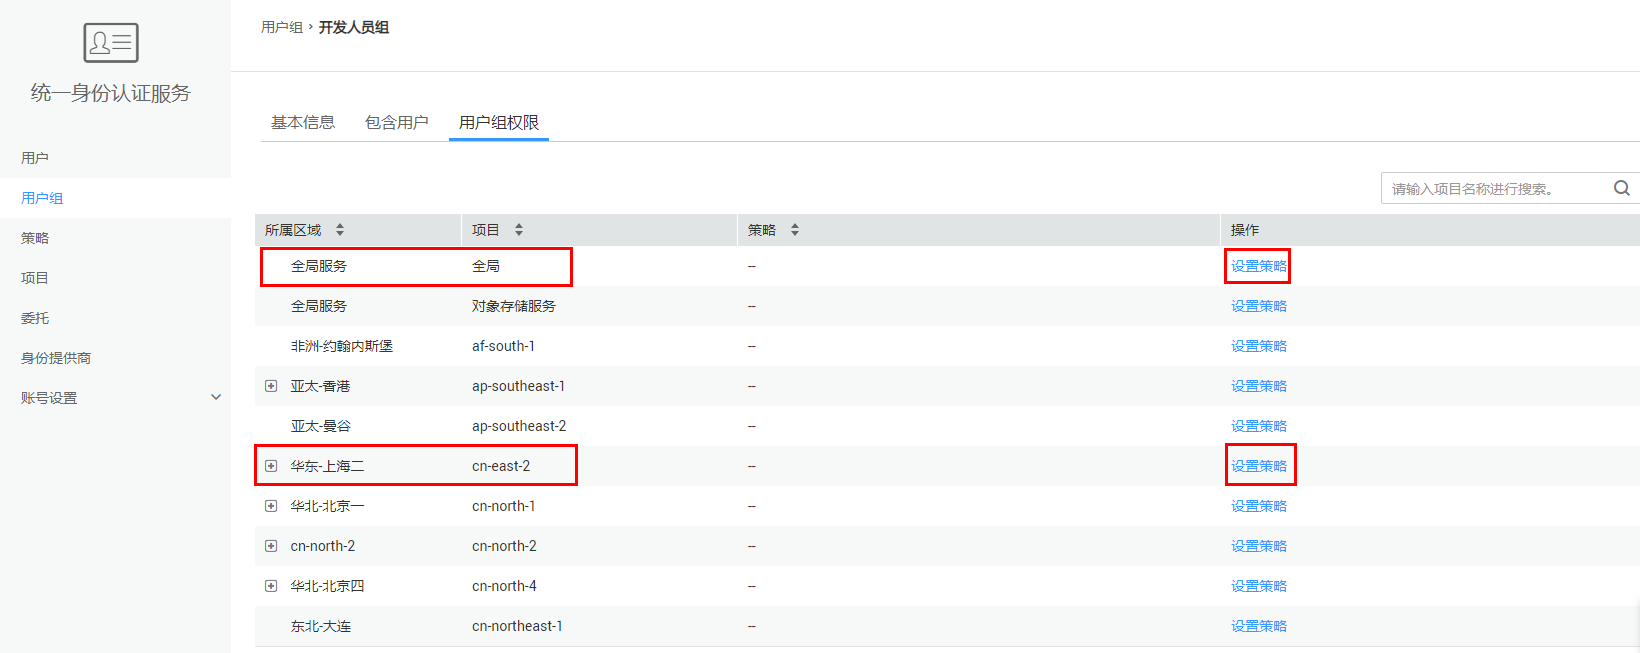 统一身份认证服务
用户
用户组
策略
项目
委托
身份提供商
账号设置
用户组 › 开发人员组
基本信息 包含用户 用户组权限
请输入项目名称进行搜索。
所属区域 项目 策略 操作
全局服务 全局 -- 设置策略
全局服务 对象存储服务 -- 设置策略
非洲-约翰内斯堡 af-south-1 -- 设置策略
亚太-香港 ap-southeast-1 -- 设置策略
亚太-曼谷 ap-southeast-2 -- 设置策略
华东-上海二 cn-east-2 -- 设置策略
华北-北京一 cn-north-1 -- 设置策略
cn-north-2 cn-north-2 -- 设置策略
华北-北京四 cn-north-4 -- 设置策略
东北-大连 cn-northeast-1 -- 设置策略